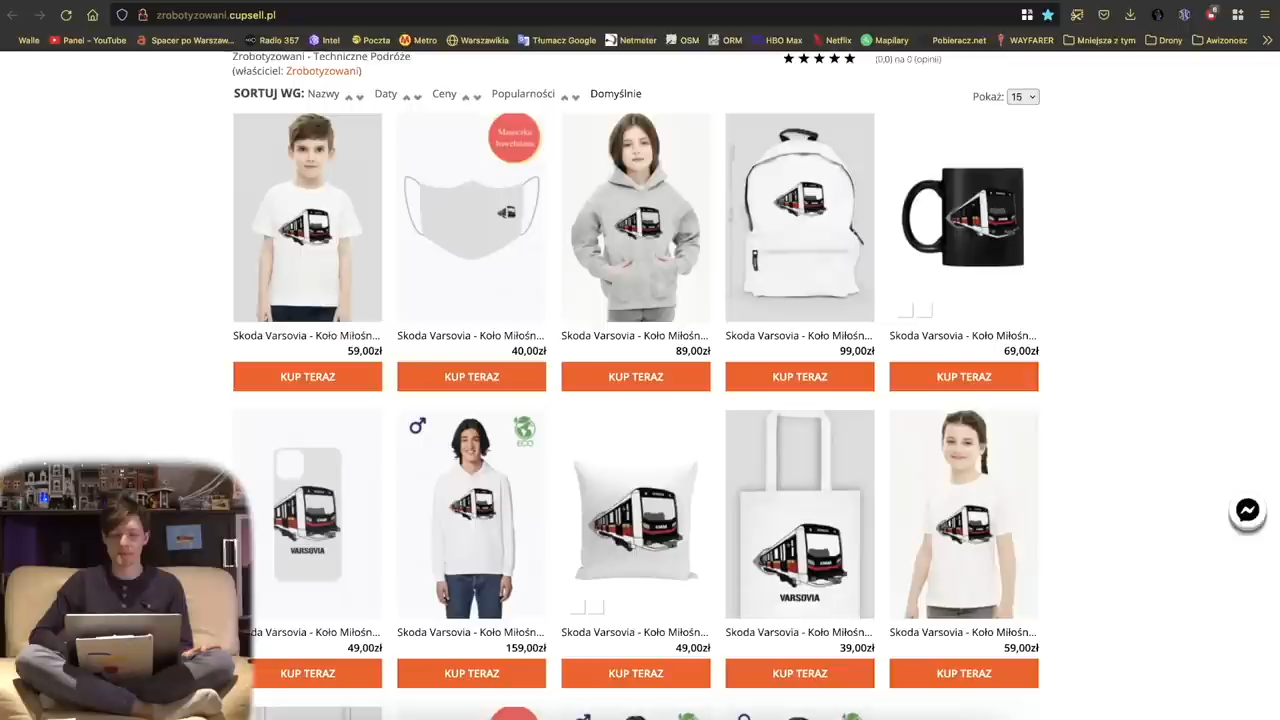 zrobotyzowani.cupsell.pl
Walle
Panel – YouTube
Spacer po Warszaw...
Radio 357
Intel
Poczta
Metro
Warszawikia
Tłumacz Google
Netmeter
OSM
ORM
HBO Max
Netflix
Mapilary
Pobieracz.net
WAYFARER
Mniejsza z tym
Drony
Awizonosz
Zrobotyzowani - Techniczne Podróże
(właściciel: Zrobotyzowani)
(0,0) na 0 (opinii)
SORTUJ WG: Nazwy Daty Ceny Popularności Domyślnie
Pokaż: 15
Maseczka
bawełniana
Skoda Varsovia - Koło Miłośn...
59,00zł
KUP TERAZ
Skoda Varsovia - Koło Miłośn...
40,00zł
KUP TERAZ
Skoda Varsovia - Koło Miłośn...
89,00zł
KUP TERAZ
Skoda Varsovia - Koło Miłośn...
99,00zł
KUP TERAZ
Skoda Varsovia - Koło Miłośn...
69,00zł
KUP TERAZ
VARSOVIA
ECO
VARSOVIA
da Varsovia - Koło Miłośn...
49,00zł
KUP TERAZ
Skoda Varsovia - Koło Miłośn...
159,00zł
KUP TERAZ
Skoda Varsovia - Koło Miłośn...
49,00zł
KUP TERAZ
Skoda Varsovia - Koło Miłośn...
39,00zł
KUP TERAZ
Skoda Varsovia - Koło Miłośn...
59,00zł
KUP TERAZ